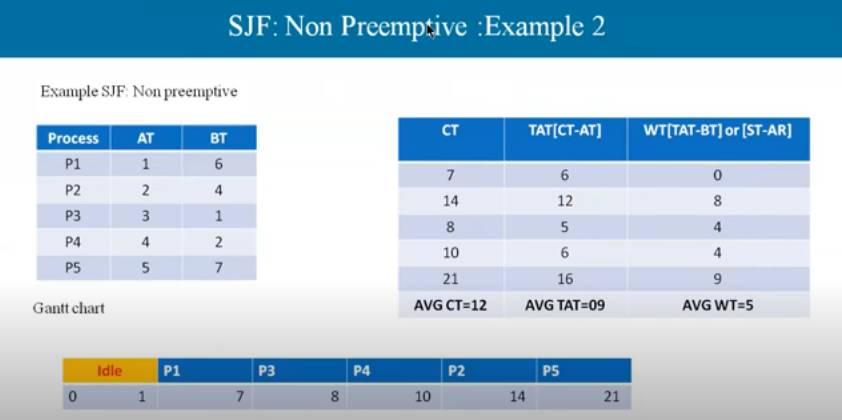 SJF: Non Preemptive :Example 2
Example SJF: Non preemptive
Process AT BT
P1 1 6
P2 2 4
P3 3 1
P4 4 2
P5 5 7
CT TAT[CT-AT] WT[TAT-BT] or [ST-AR]
7 6 0
14 12 8
8 5 4
10 6 4
21 16 9
AVG CT=12 AVG TAT=09 AVG WT=5
Gantt chart
Idle P1 P3 P4 P2 P5
0 1 7 8 10 14 21